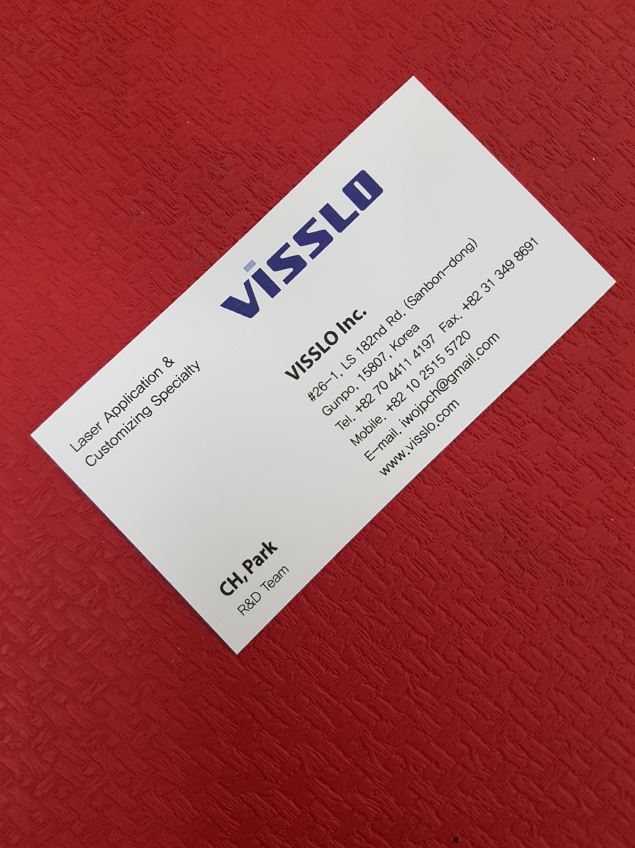 VISSLO
Laser Application &
Customizing Specialty
VISSLO Inc.
#26-1, LS 182nd Rd. (Sanbon-dong)
Gunpo, 15807, Korea
Tel. +82 70 4411 4197 Fax. +82 31 349 8691
Mobile. +82 10 2515 5720
E-mail. iwojpch@gmail.com
www.visslo.com
CH, Park
R&D Team